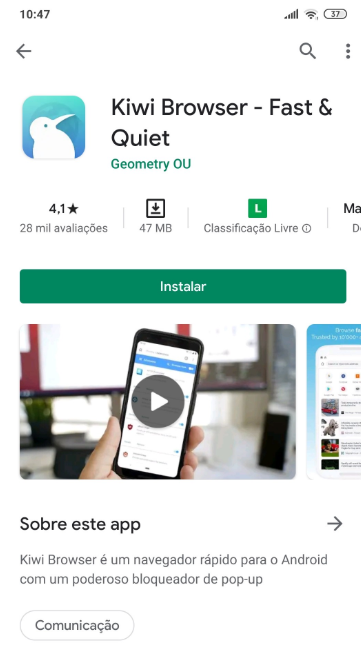 10:47
37
Kiwi Browser - Fast &
Quiet
Geometry OU
4,1★
28 mil avaliações
47 MB
L
Classificação Livre
Ma
Instalar
Sobre este app
Kiwi Browser é um navegador rápido para o Android
com um poderoso bloqueador de pop-up
Comunicação